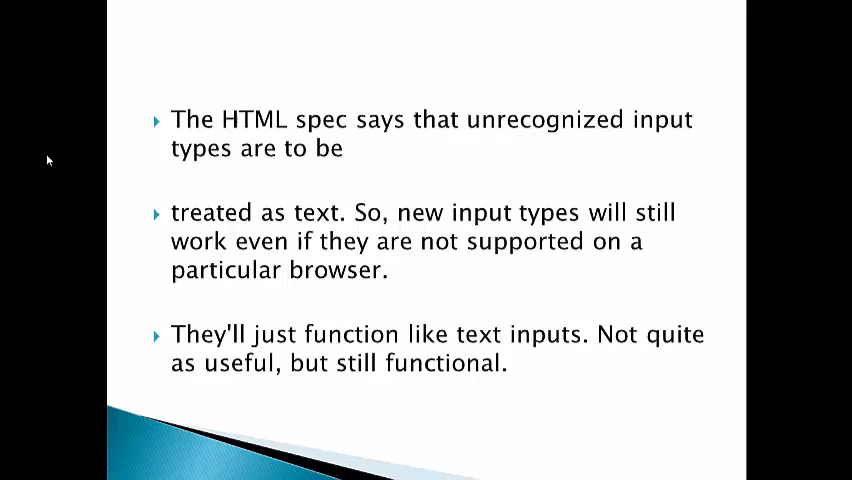 The HTML spec says that unrecognized input
types are to be
treated as text. So, new input types will still
work even if they are not supported on a
particular browser.
They'll just function like text inputs. Not quite
as useful, but still functional.